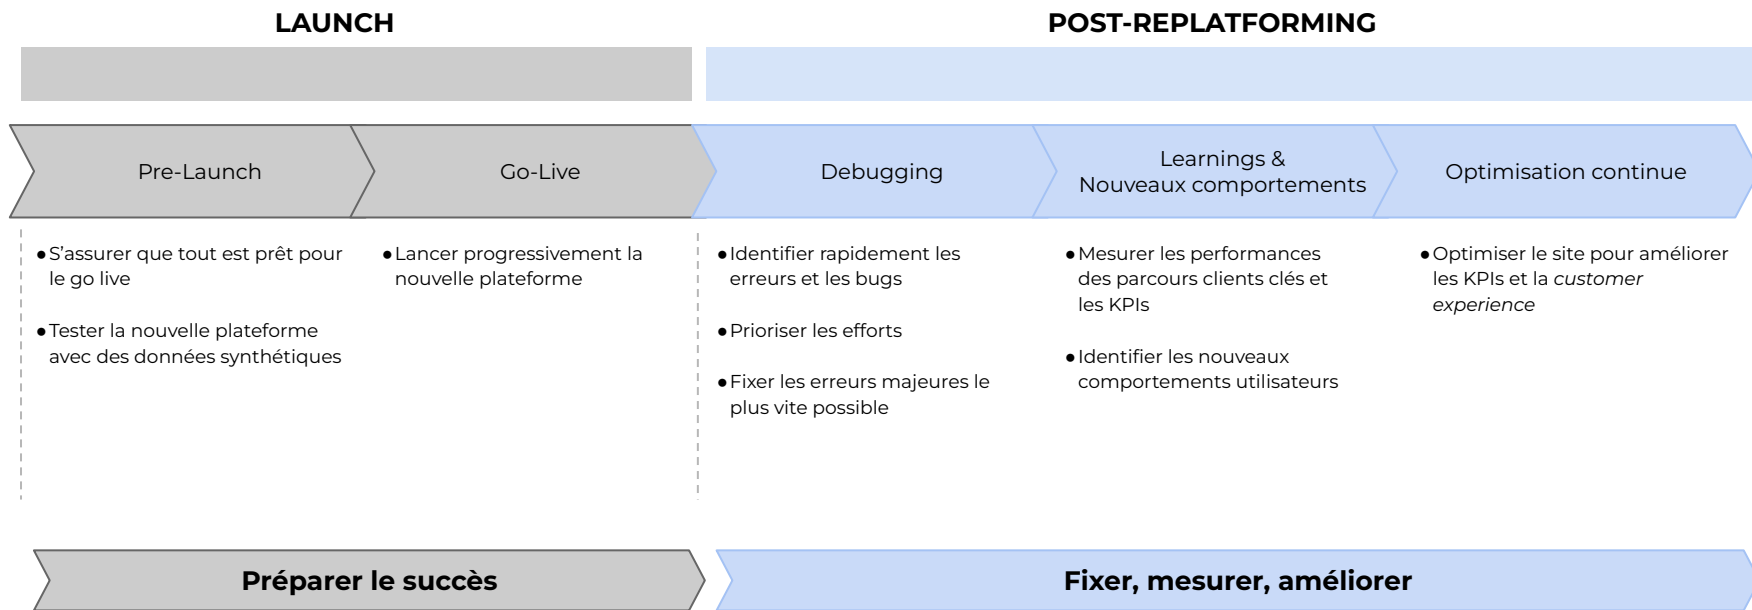 LAUNCH
POST-REPLATFORMING
Pre-Launch
Go-Live
Debugging
Learnings &
Nouveaux comportements
Optimisation continue
●S’assurer que tout est prêt pour
le go live
●Tester la nouvelle plateforme
avec des données synthétiques
●Lancer progressivement la
nouvelle plateforme
●Identifier rapidement les
erreurs et les bugs
●Prioriser les efforts
●Fixer les erreurs majeures le
plus vite possible
●Mesurer les performances
des parcours clients clés et
les KPIs
●Identifier les nouveaux
comportements utilisateurs
●Optimiser le site pour améliorer
les KPIs et la customer
experience
Préparer le succès
Fixer, mesurer, améliorer